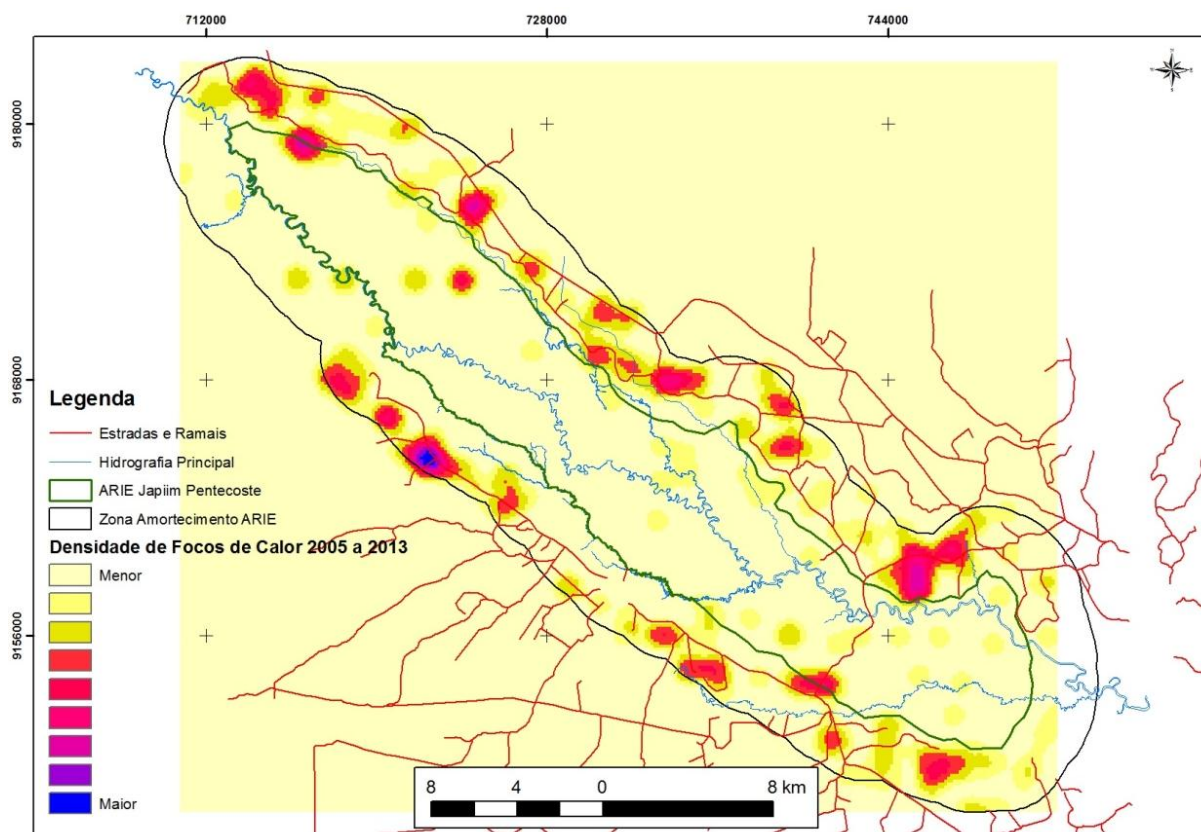 712000
728000
744000
9180000
9168000
9156000
Legenda
Estradas e Ramais
Hidrografia Principal
ARIE Japiim Pentecoste
Zona Amortecimento ARIE
Densidade de Focos de Calor 2005 a 2013
Menor
Maior
8 4 0 8 km